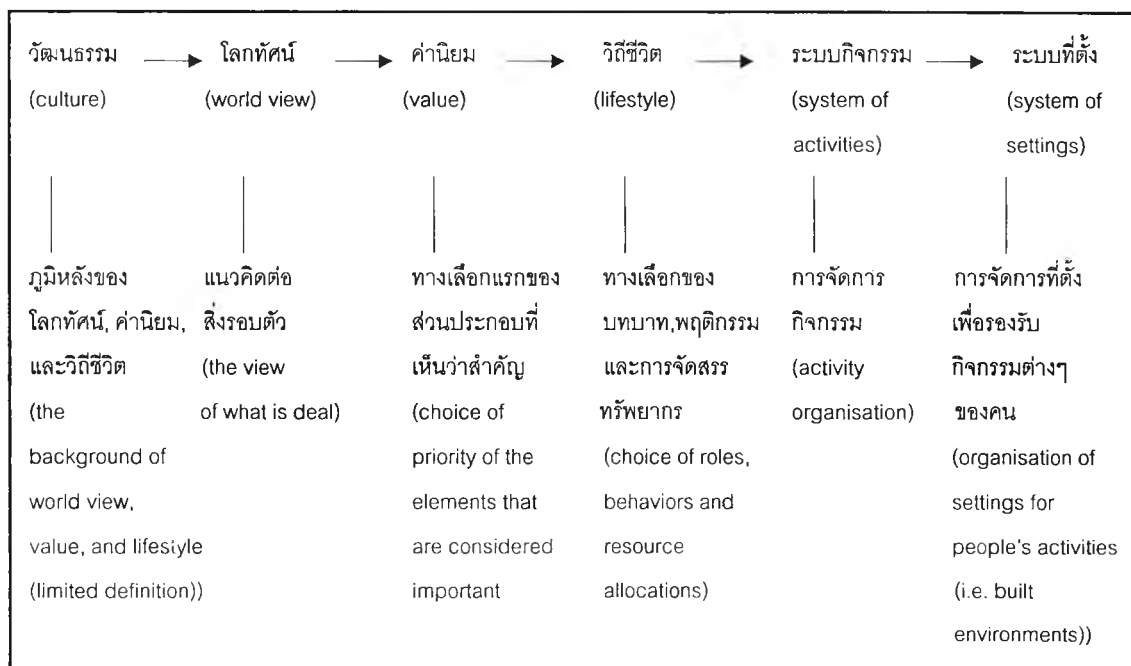 วัฒนธรรม โลกทัศน์ ค่านิยม วิถีชีวิต ระบบกิจกรรม ระบบที่ตั้ง
(culture) (world view) (value) (lifestyle) (system of (system of
activities) settings)
ภูมิหลังของ
โลกทัศน์, ค่านิยม,
และวิถีชีวิต
(the
background of
world view,
value, and lifestyle
(limited definition))
แนวคิดต่อ
สิ่งรอบตัว
(the view
of what is deal)
ทางเลือกแรกของ
ส่วนประกอบที่
เห็นว่าสำคัญ
(choice of
priority of the
elements that
are considered
important
ทางเลือกของ
บทบาท,พฤติกรรม
และการจัดสรร
ทรัพยากร
(choice of roles,
behaviors and
resource
allocations)
การจัดการ
กิจกรรม
(activity
organisation)
การจัดการที่ตั้ง
เพื่อรองรับ
กิจกรรมต่างๆ
ของคน
(organisation of
settings for
people's activities
(i.e. built
environments))